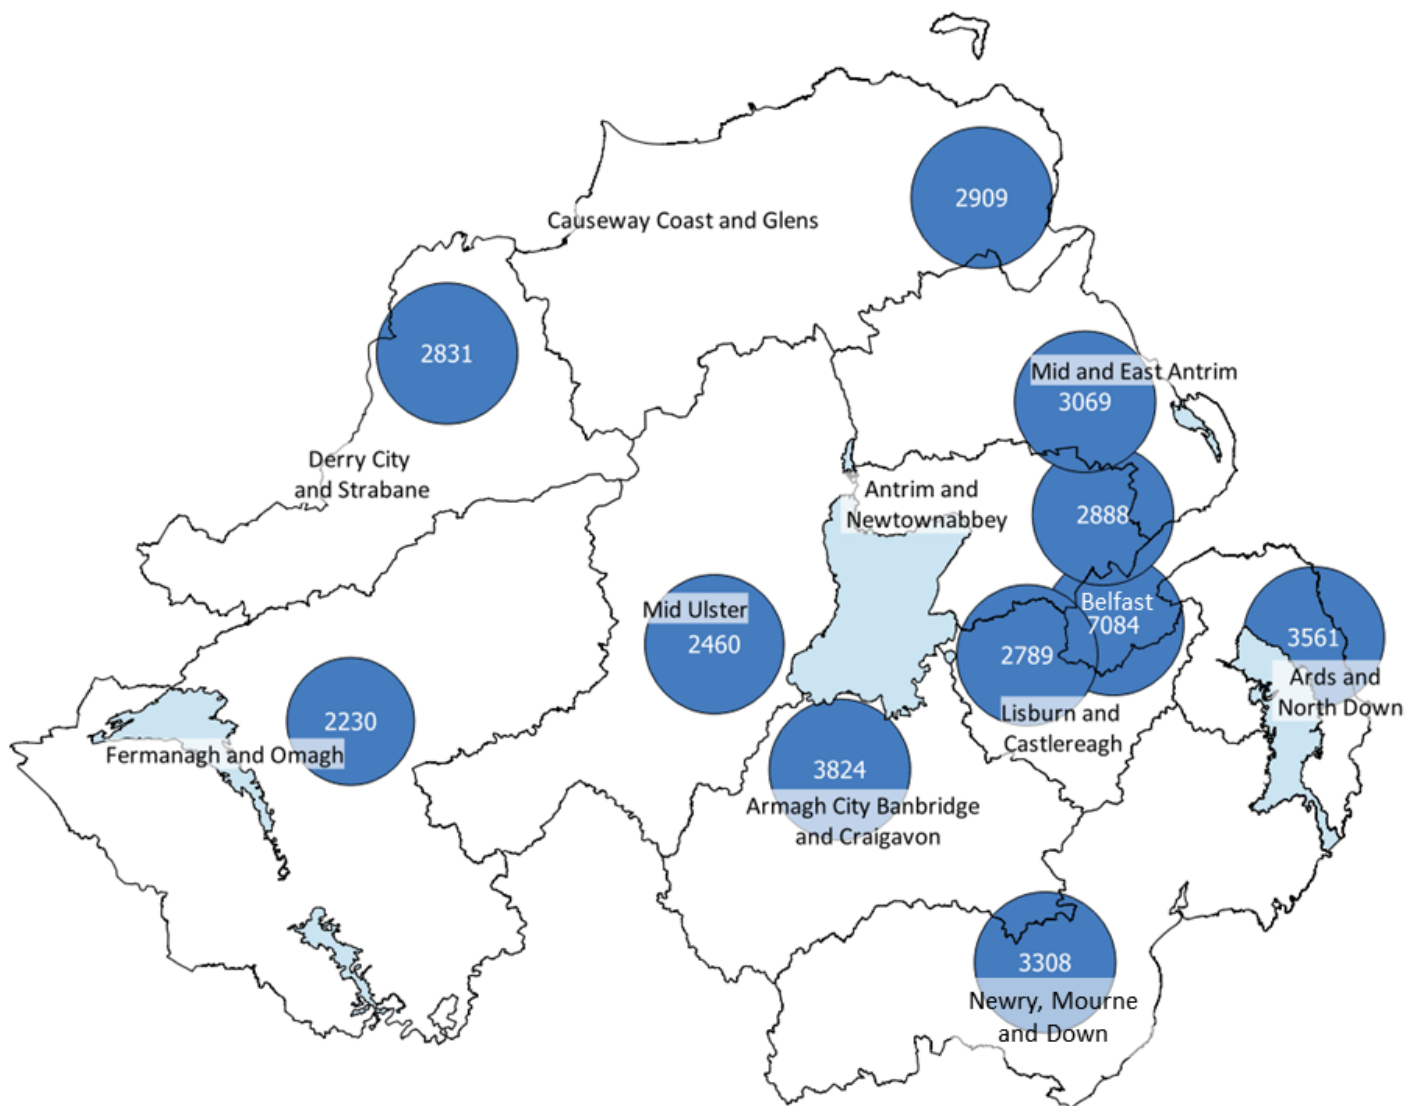 2909
Causeway Coast and Glens
2831
Mid and East Antrim
3069
Derry City
and Strabane
Antrim and
Newtownabbey
2888
Mid Ulster
2460
Belfast
7084
2789
3561
Ards and
North Down
Lisburn and
Castlereagh
2230
Fermanagh and Omagh
3824
Armagh City Banbridge
and Craigavon
3308
Newry, Mourne
and Down